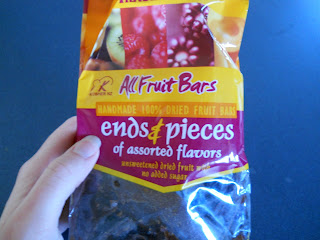 All Fruit Bars
HANDMADE 100% DRIED FRUIT BARS
ends & pieces
of assorted flavors
unsweetened dried fruit with
no added sugar